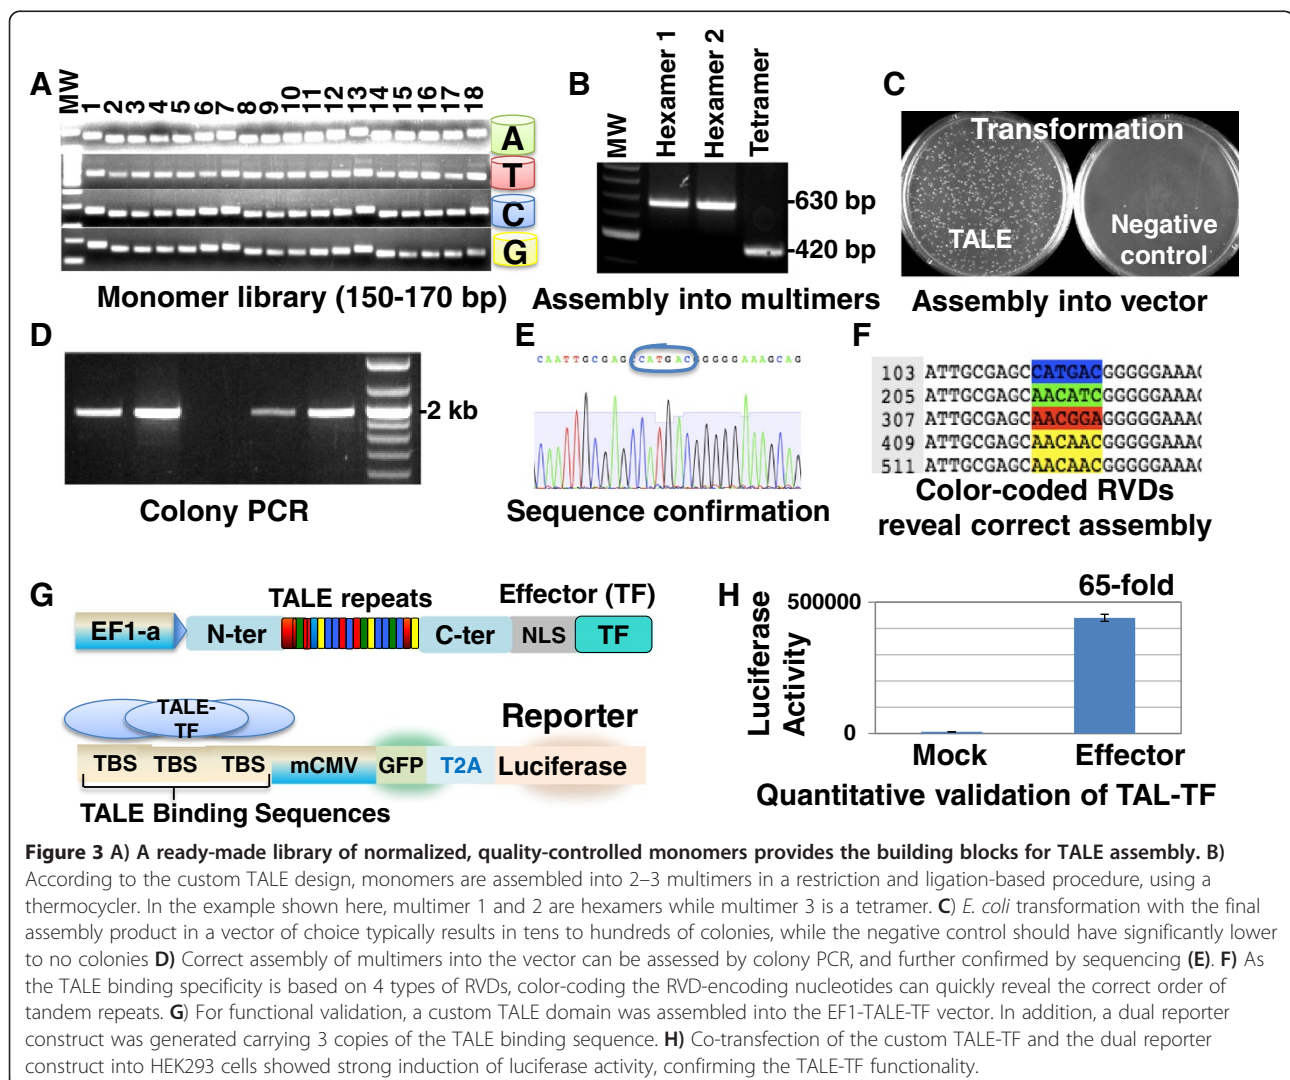 A
MW
1 2 3 4 5 6 7 8 9 10 11 12 13 14 15 16 17 18
A
T
C
G
Monomer library (150-170 bp)
B
MW
Hexamer 1
Hexamer 2
Tetramer
-630 bp
-420 bp
Assembly into multimers
C
Transformation
TALE
Negative
control
Assembly into vector
D
-2 kb
Colony PCR
E
CAATTGCGAGCCATGACGGGGGAAAGCAG
Sequence confirmation
F
103 ATTGCGAGCCATGACGGGGGAAA
205 ATTGCGAGCAACATCGGGGGAAA
307 ATTGCGAGCAACGGAGGGGGAAA
409 ATTGCGAGCAACAACGGGGGAAA
511 ATTGCGAGCAACAACGGGGGAAA
Color-coded RVDs
reveal correct assembly
G
TALE repeats
Effector (TF)
EF1-a
N-ter
C-ter
NLS
TF
TALE-
TF
Reporter
TBS
TBS
TBS
mCMV
GFP
T2A
Luciferase
TALE Binding Sequences
H
65-fold
Luciferase
Activity
500000
0
Mock
Effector
Quantitative validation of TAL-TF
Figure 3 A) A ready-made library of normalized, quality-controlled monomers provides the building blocks for TALE assembly. B)
According to the custom TALE design, monomers are assembled into 2–3 multimers in a restriction and ligation-based procedure, using a
thermocycler. In the example shown here, multimer 1 and 2 are hexamers while multimer 3 is a tetramer. C) E. coli transformation with the final
assembly product in a vector of choice typically results in tens to hundreds of colonies, while the negative control should have significantly lower
to no colonies D) Correct assembly of multimers into the vector can be assessed by colony PCR, and further confirmed by sequencing (E). F) As
the TALE binding specificity is based on 4 types of RVDs, color-coding the RVD-encoding nucleotides can quickly reveal the correct order of
tandem repeats. G) For functional validation, a custom TALE domain was assembled into the EF1-TALE-TF vector. In addition, a dual reporter
construct was generated carrying 3 copies of the TALE binding sequence. H) Co-transfection of the custom TALE-TF and the dual reporter
construct into HEK293 cells showed strong induction of luciferase activity, confirming the TALE-TF functionality.